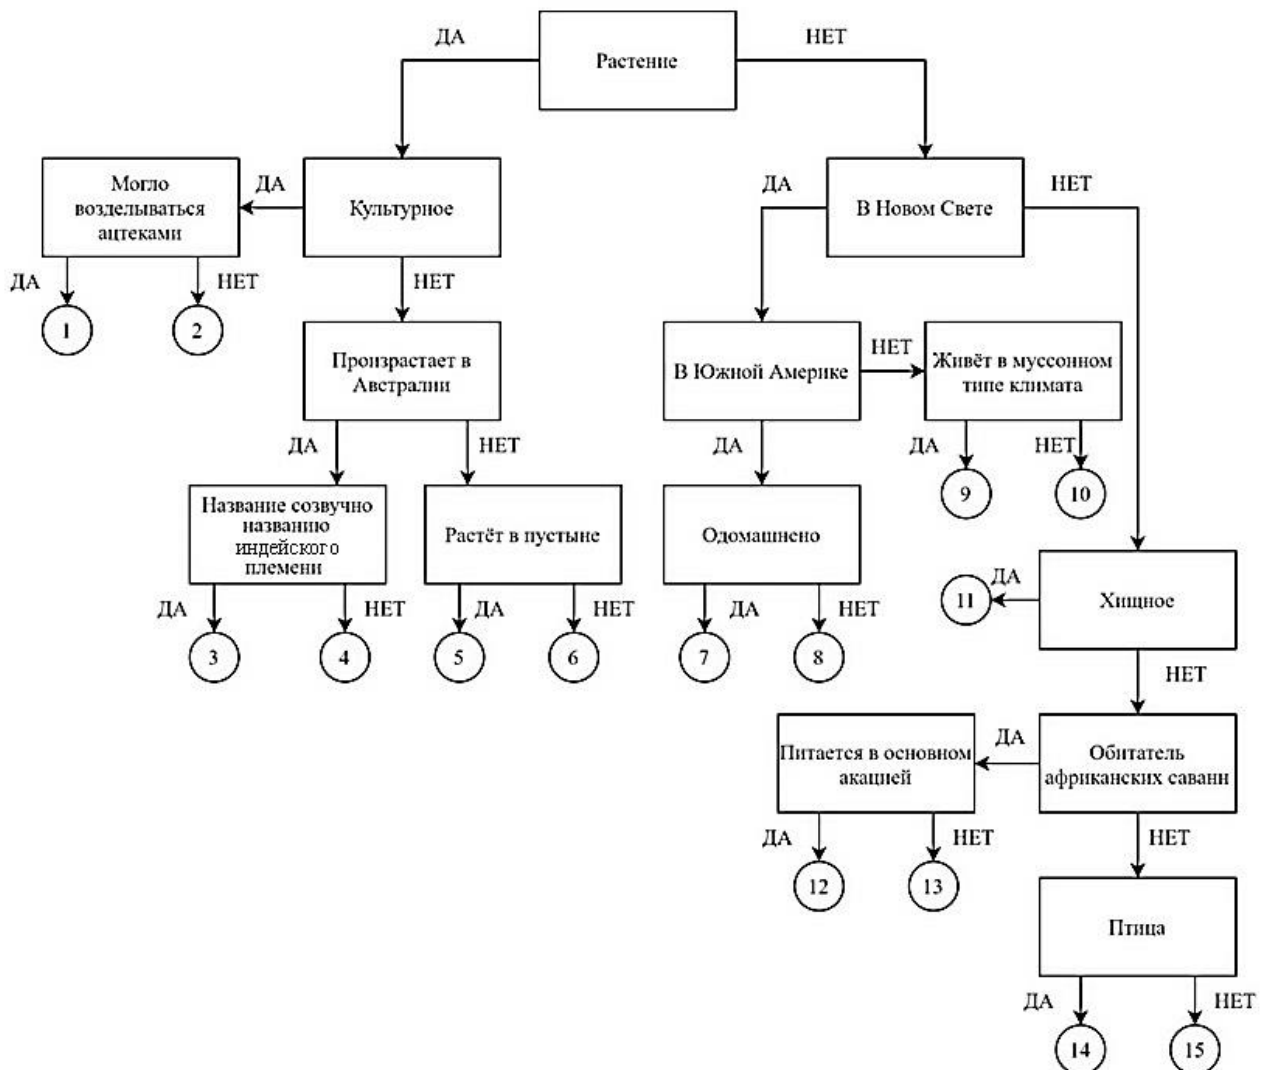 ДА
НЕТ
Растение
Могло
возделываться
ацтеками
ДА
Культурное
ДА
В Новом Свете
НЕТ
ДА
НЕТ
НЕТ
1
2
Произрастает в
Австралии
В Южной Америке
НЕТ
Живёт в муссонном
типе климата
ДА
НЕТ
ДА
ДА
НЕТ
9
10
Название созвучно
названию
индейского
племени
Растёт в пустыне
Одомашнено
ДА
НЕТ
ДА
НЕТ
ДА
НЕТ
11
ДА
Хищное
3
4
5
6
7
8
НЕТ
Питается в основном
акацией
ДА
Обитатель
африканских саванн
ДА
НЕТ
НЕТ
12
13
Птица
ДА
НЕТ
14
15